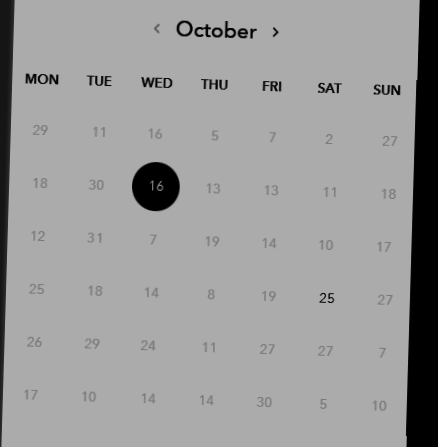 ‹ October ›
MON TUE WED THU FRI SAT SUN
29 11 16 5 7 2 27
18 30 16 13 13 11 18
12 31 7 19 14 10 17
25 18 14 8 19 25 27
26 29 24 11 27 27 7
17 10 14 14 30 5 10